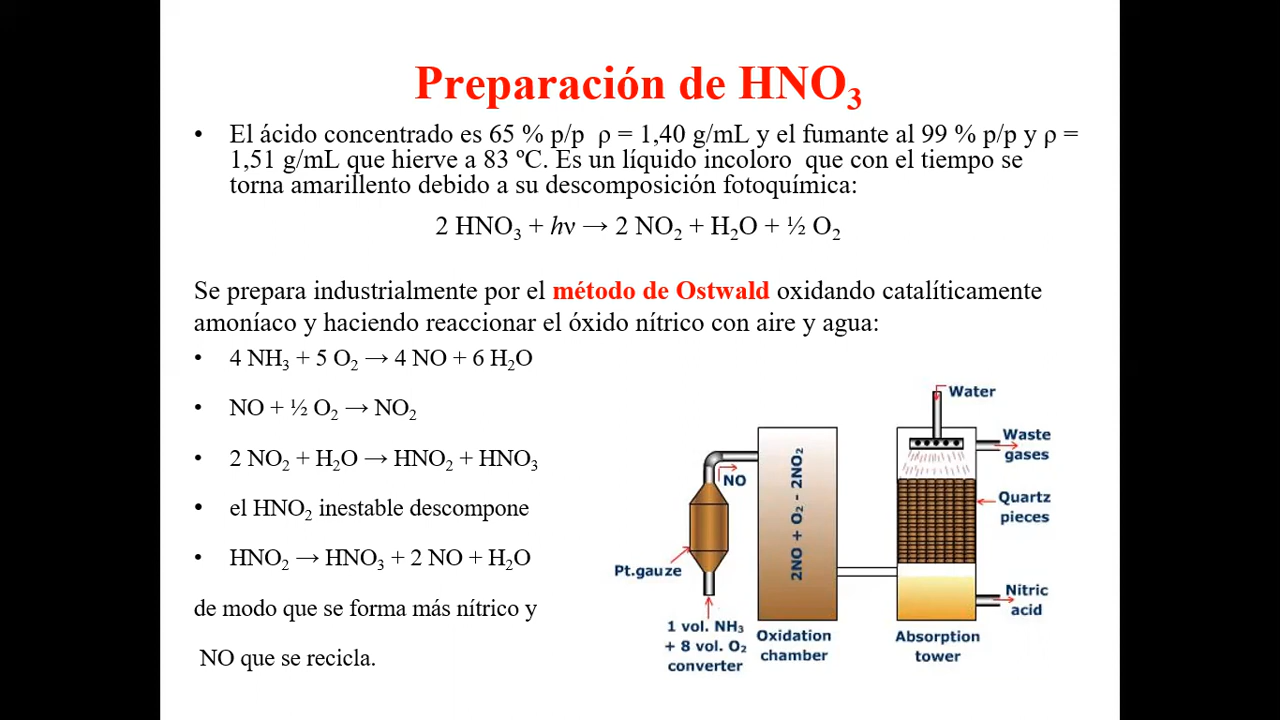 Preparación de HNO₃
• El ácido concentrado es 65 % p/p ρ = 1,40 g/mL y el fumante al 99 % p/p y ρ =
1,51 g/mL que hierve a 83 ºC. Es un líquido incoloro que con el tiempo se
torna amarillento debido a su descomposición fotoquímica:
2 HNO₃ + hν → 2 NO₂ + H₂O + ½ O₂
Se prepara industrialmente por el método de Ostwald oxidando catalíticamente
amoníaco y haciendo reaccionar el óxido nítrico con aire y agua:
• 4 NH₃ + 5 O₂ → 4 NO + 6 H₂O
• NO + ½ O₂ → NO₂
• 2 NO₂ + H₂O → HNO₂ + HNO₃
• el HNO₂ inestable descompone
• HNO₂ → HNO₃ + 2 NO + H₂O
de modo que se forma más nítrico y
NO que se recicla.
Water
Waste
gases
NO
2NO + O₂ - 2NO₂
Quartz
pieces
Pt.gauze
Nitric
acid
1 vol. NH₃
+ 8 vol. O₂
converter
Oxidation
chamber
Absorption
tower